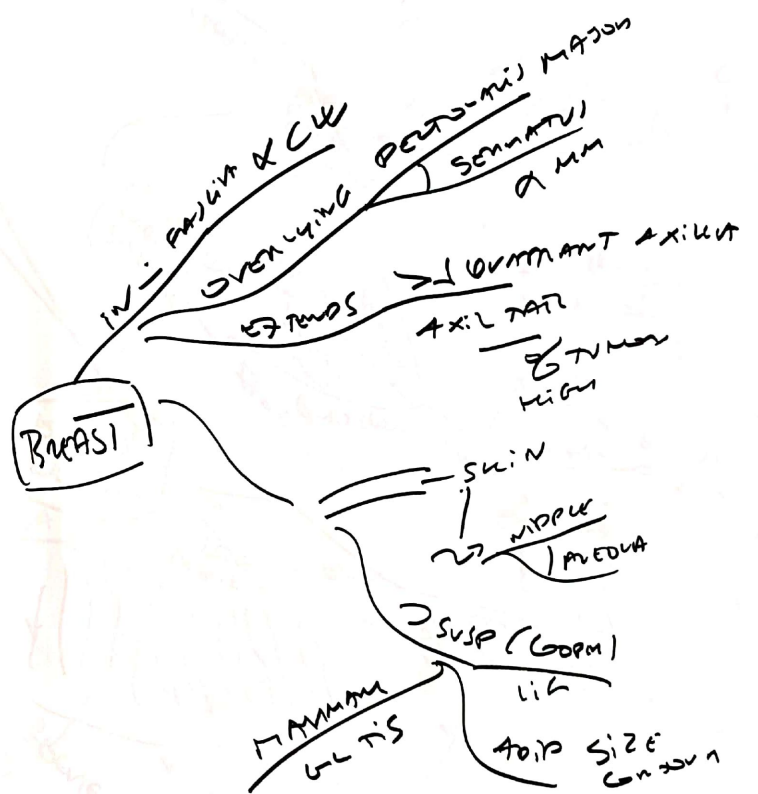 IN FASCIA & CW
OVERLYING
PECTORALIS MAJOR
SERRATUS
& MM
EXTENDS
QUADRANT AXILLA
AXIL TAIL
TUMOR
HIGH
BREAST
SKIN
NIPPLE
AREOLA
SUSP (COOPER)
LIG
MAMMARY
GL TIS
ADIP SIZE
CONTOUR